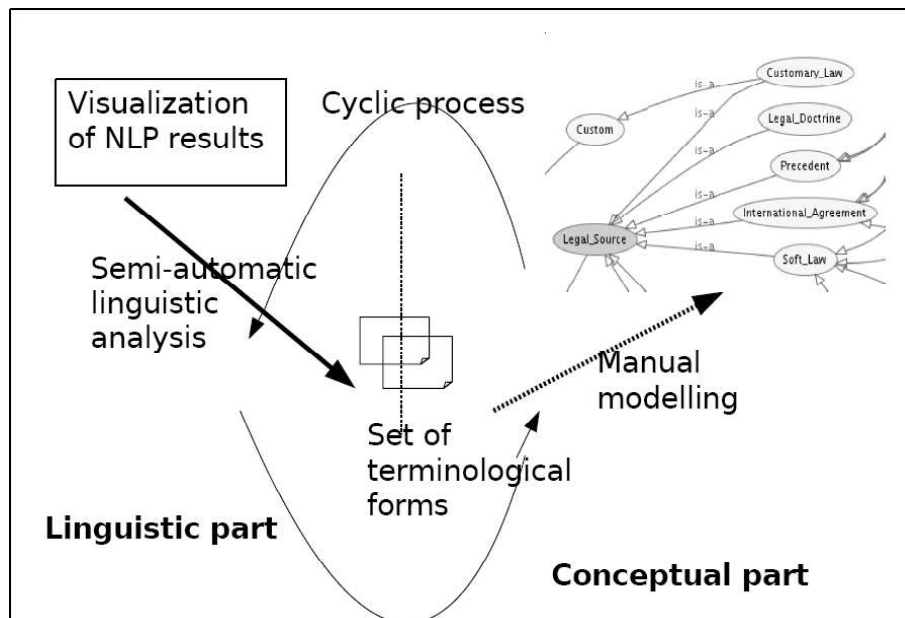 Visualization
of NLP results
Cyclic process
Customary_Law
is-a
Legal_Doctrine
is-a
Custom
is-a
Precedent
is-a
International_Agreement
is-a
Legal_Source
is-a
Soft_Law
Semi-automatic
linguistic
analysis
Manual
modelling
Set of
terminological
forms
Linguistic part
Conceptual part